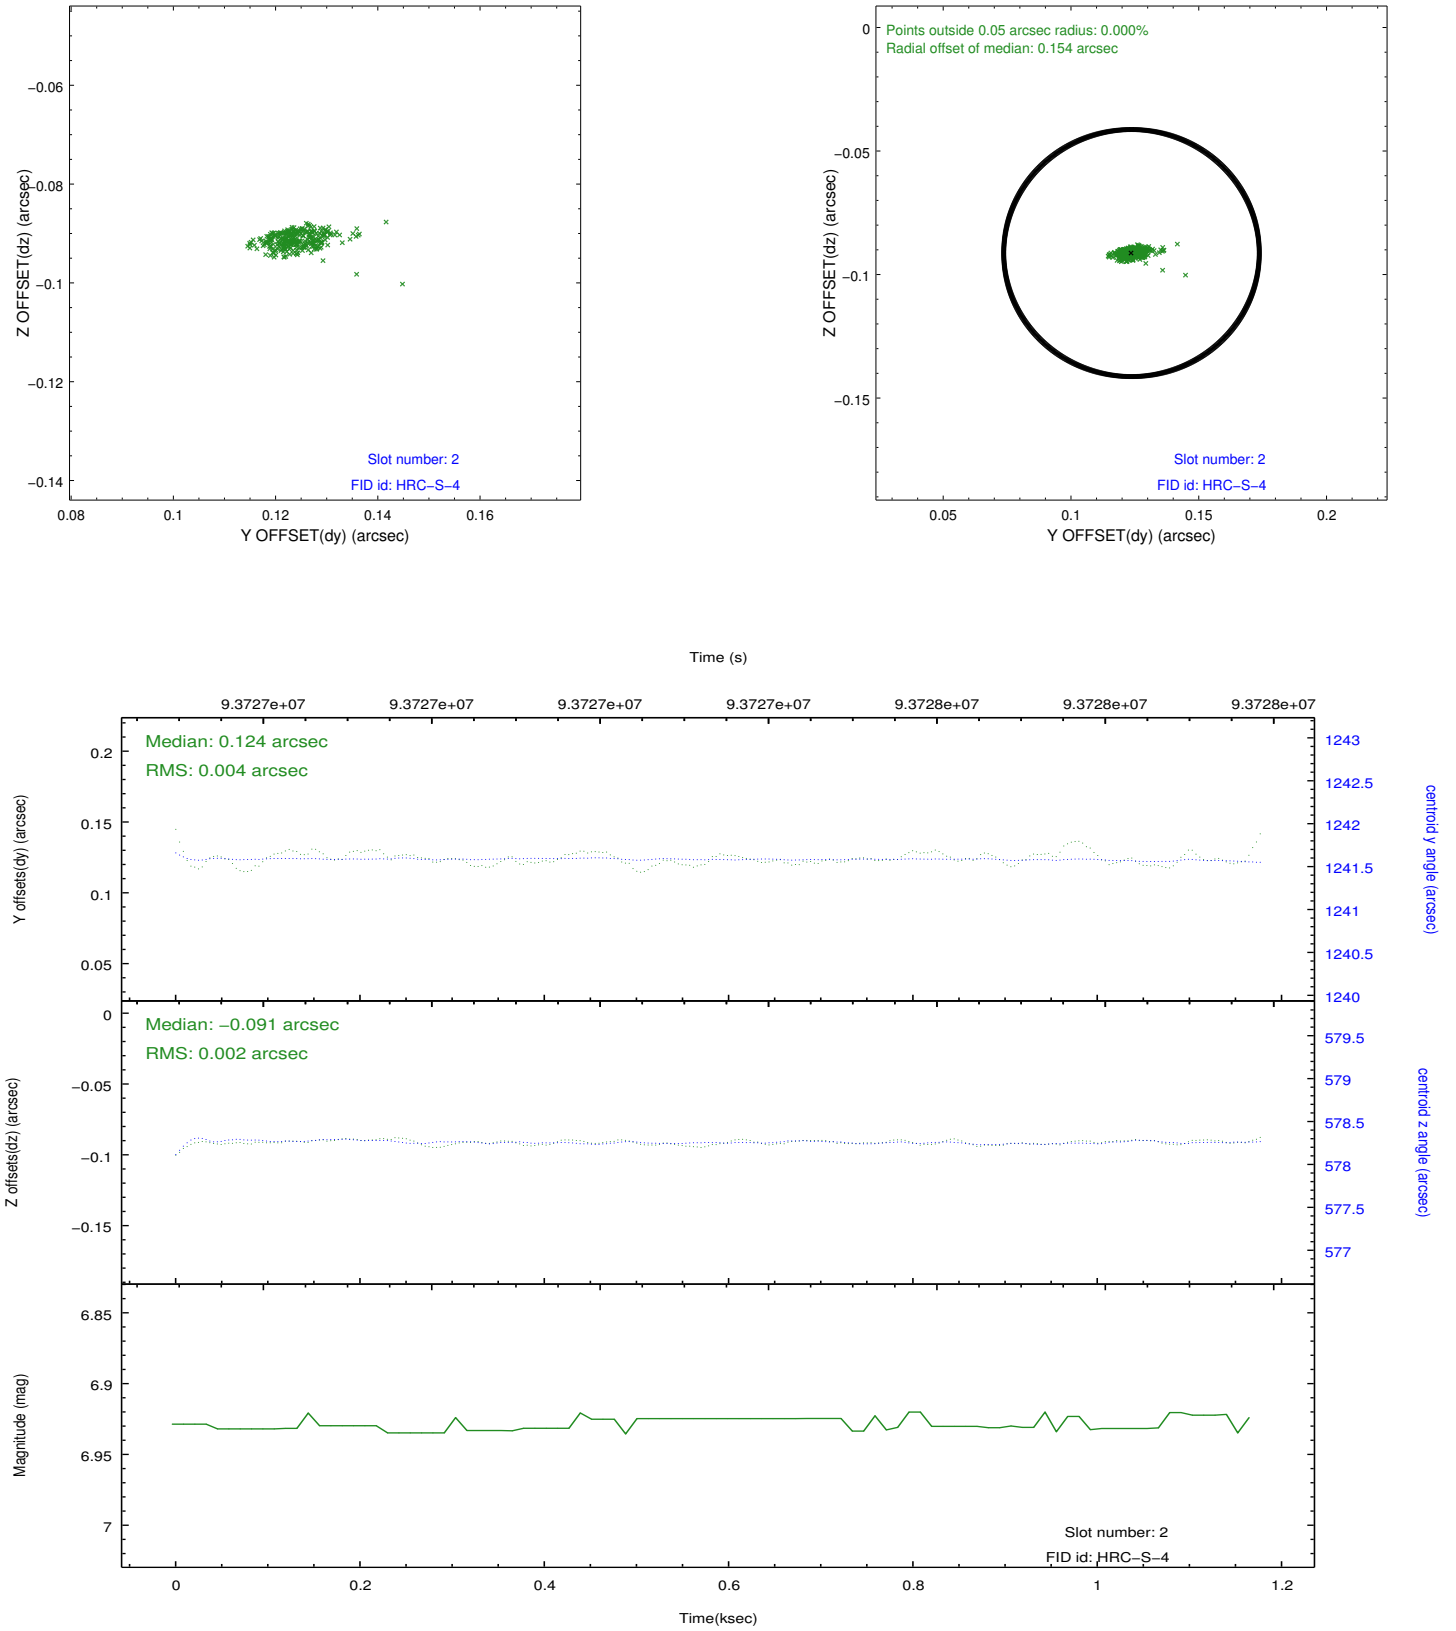 −0.06
−0.08
−0.1
−0.12
−0.14
Z OFFSET(dz) (arcsec)
Slot number: 2
FID id: HRC−S−4
0.08 0.1 0.12 0.14 0.16
Y OFFSET(dy) (arcsec)
Points outside 0.05 arcsec radius: 0.000%
Radial offset of median: 0.154 arcsec
0
−0.05
−0.1
−0.15
Z OFFSET(dz) (arcsec)
Slot number: 2
FID id: HRC−S−4
0.05 0.1 0.15 0.2
Y OFFSET(dy) (arcsec)
Time (s)
9.3727e+07 9.3727e+07 9.3727e+07 9.3727e+07 9.3728e+07 9.3728e+07 9.3728e+07
Median: 0.124 arcsec
RMS: 0.004 arcsec
0.2
0.15
0.1
0.05
Y offsets(dy) (arcsec)
1243
1242.5
1242
1241.5
1241
1240.5
1240
centroid y angle (arcsec)
Median: −0.091 arcsec
RMS: 0.002 arcsec
0
−0.05
−0.1
−0.15
Z offsets(dz) (arcsec)
579.5
579
578.5
578
577.5
577
centroid z angle (arcsec)
6.85
6.9
6.95
7
Magnitude (mag)
Slot number: 2
FID id: HRC−S−4
0 0.2 0.4 0.6 0.8 1 1.2
Time(ksec)